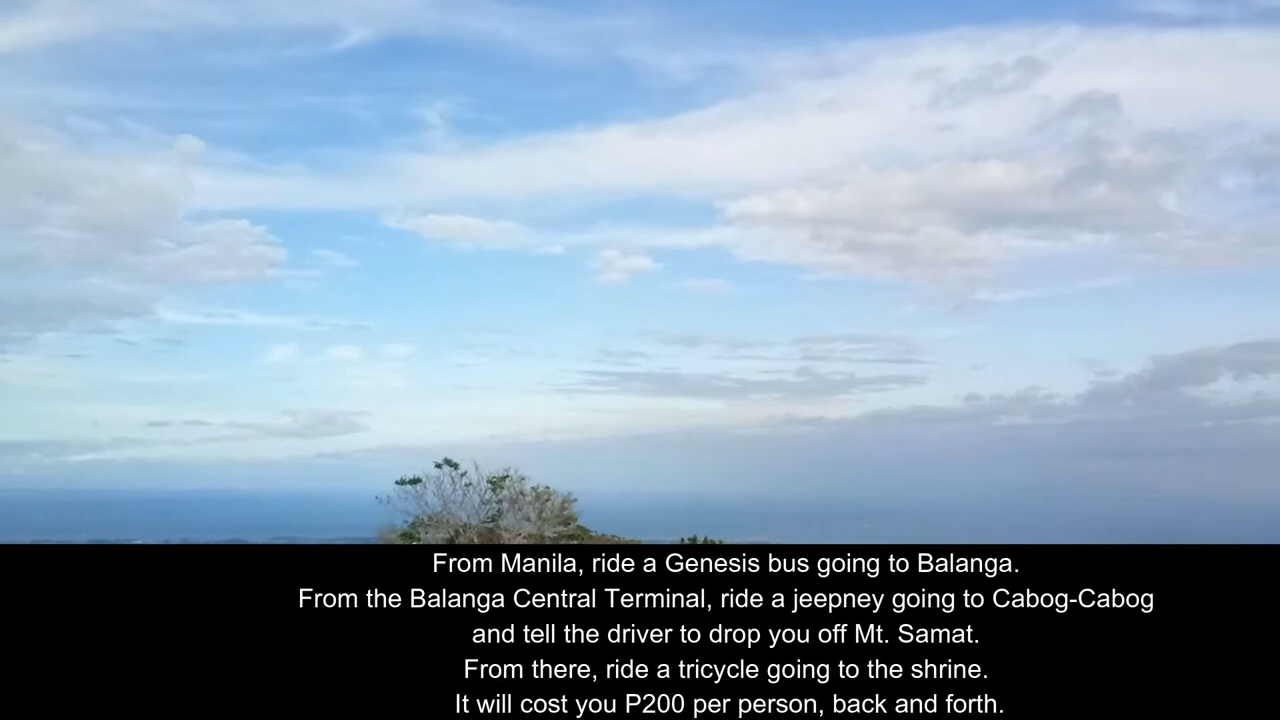 From Manila, ride a Genesis bus going to Balanga.
From the Balanga Central Terminal, ride a jeepney going to Cabog-Cabog
and tell the driver to drop you off Mt. Samat.
From there, ride a tricycle going to the shrine.
It will cost you P200 per person, back and forth.